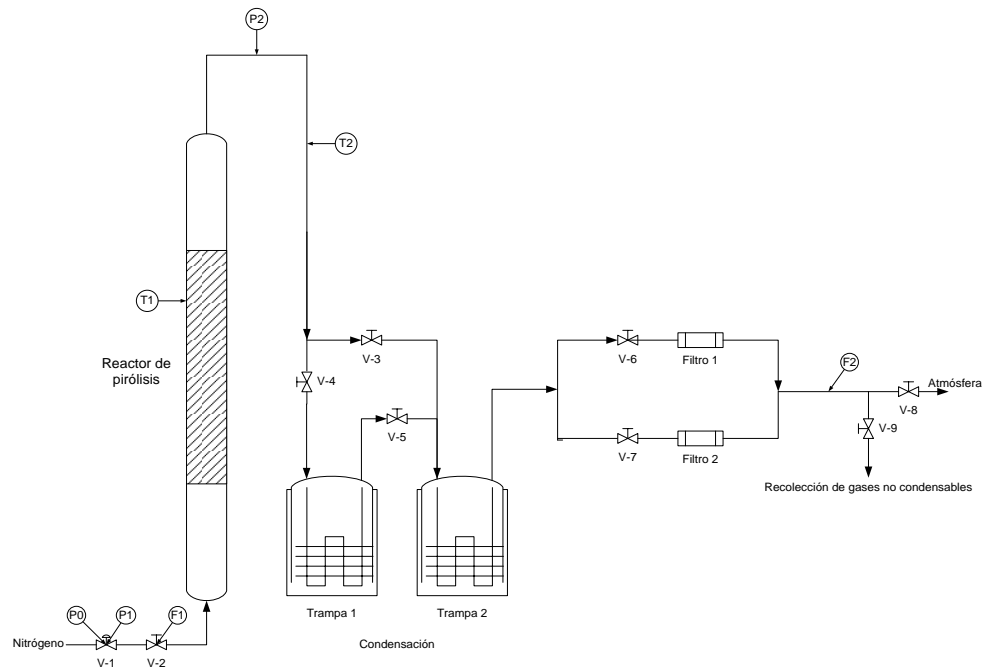 P2
T2
T1
Reactor de
pirólisis
V-3
V-4
V-5
V-6
Filtro 1
V-7
Filtro 2
F2
Atmósfera
V-8
V-9
Recolección de gases no condensables
Trampa 1
Trampa 2
Condensación
P0
P1
F1
Nitrógeno
V-1
V-2